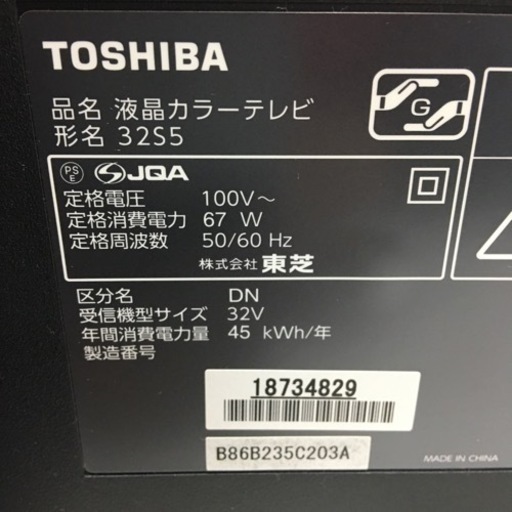 TOSHIBA
品名 液晶カラーテレビ
形名 32S5
G
PS
E
JQA
定格電圧 100V～
定格消費電力 67 W
定格周波数 50/60 Hz
株式会社 東芝
区分名 DN
受信機型サイズ 32V
年間消費電力量 45 kWh/年
製造番号
18734829
B86B235C203A
MADE IN CHINA